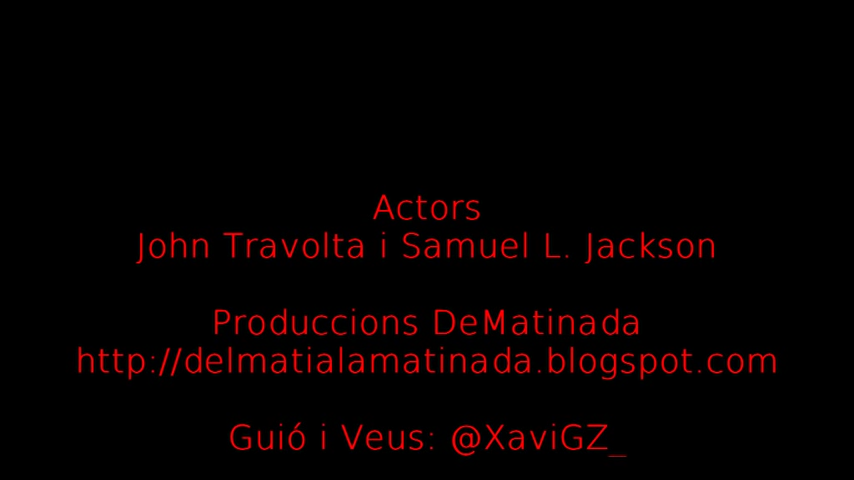 Actors
John Travolta i Samuel L. Jackson
Produccions DeMatinada
http://delmatialamatinada.blogspot.com
Guió i Veus: @XaviGZ_